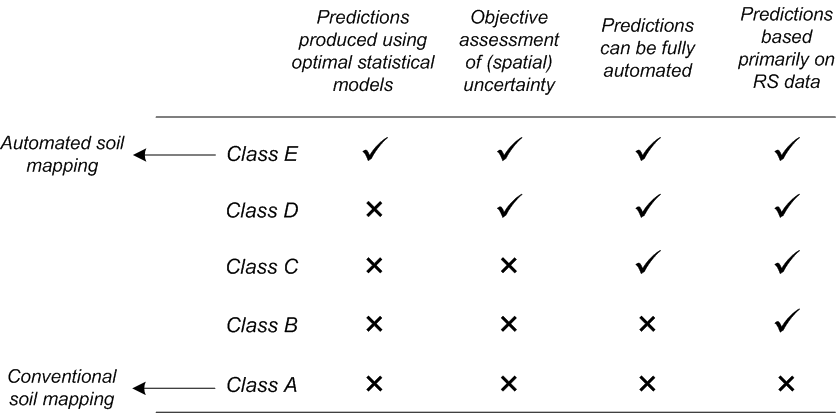 Predictions
produced using
optimal statistical
models
Objective
assessment
of (spatial)
uncertainty
Predictions
can be fully
automated
Predictions
based
primarily on
RS data
Automated soil
mapping
Class E ✓ ✓ ✓ ✓
Class D ✕ ✓ ✓ ✓
Class C ✕ ✕ ✓ ✓
Class B ✕ ✕ ✕ ✓
Conventional
soil mapping
Class A ✕ ✕ ✕ ✕